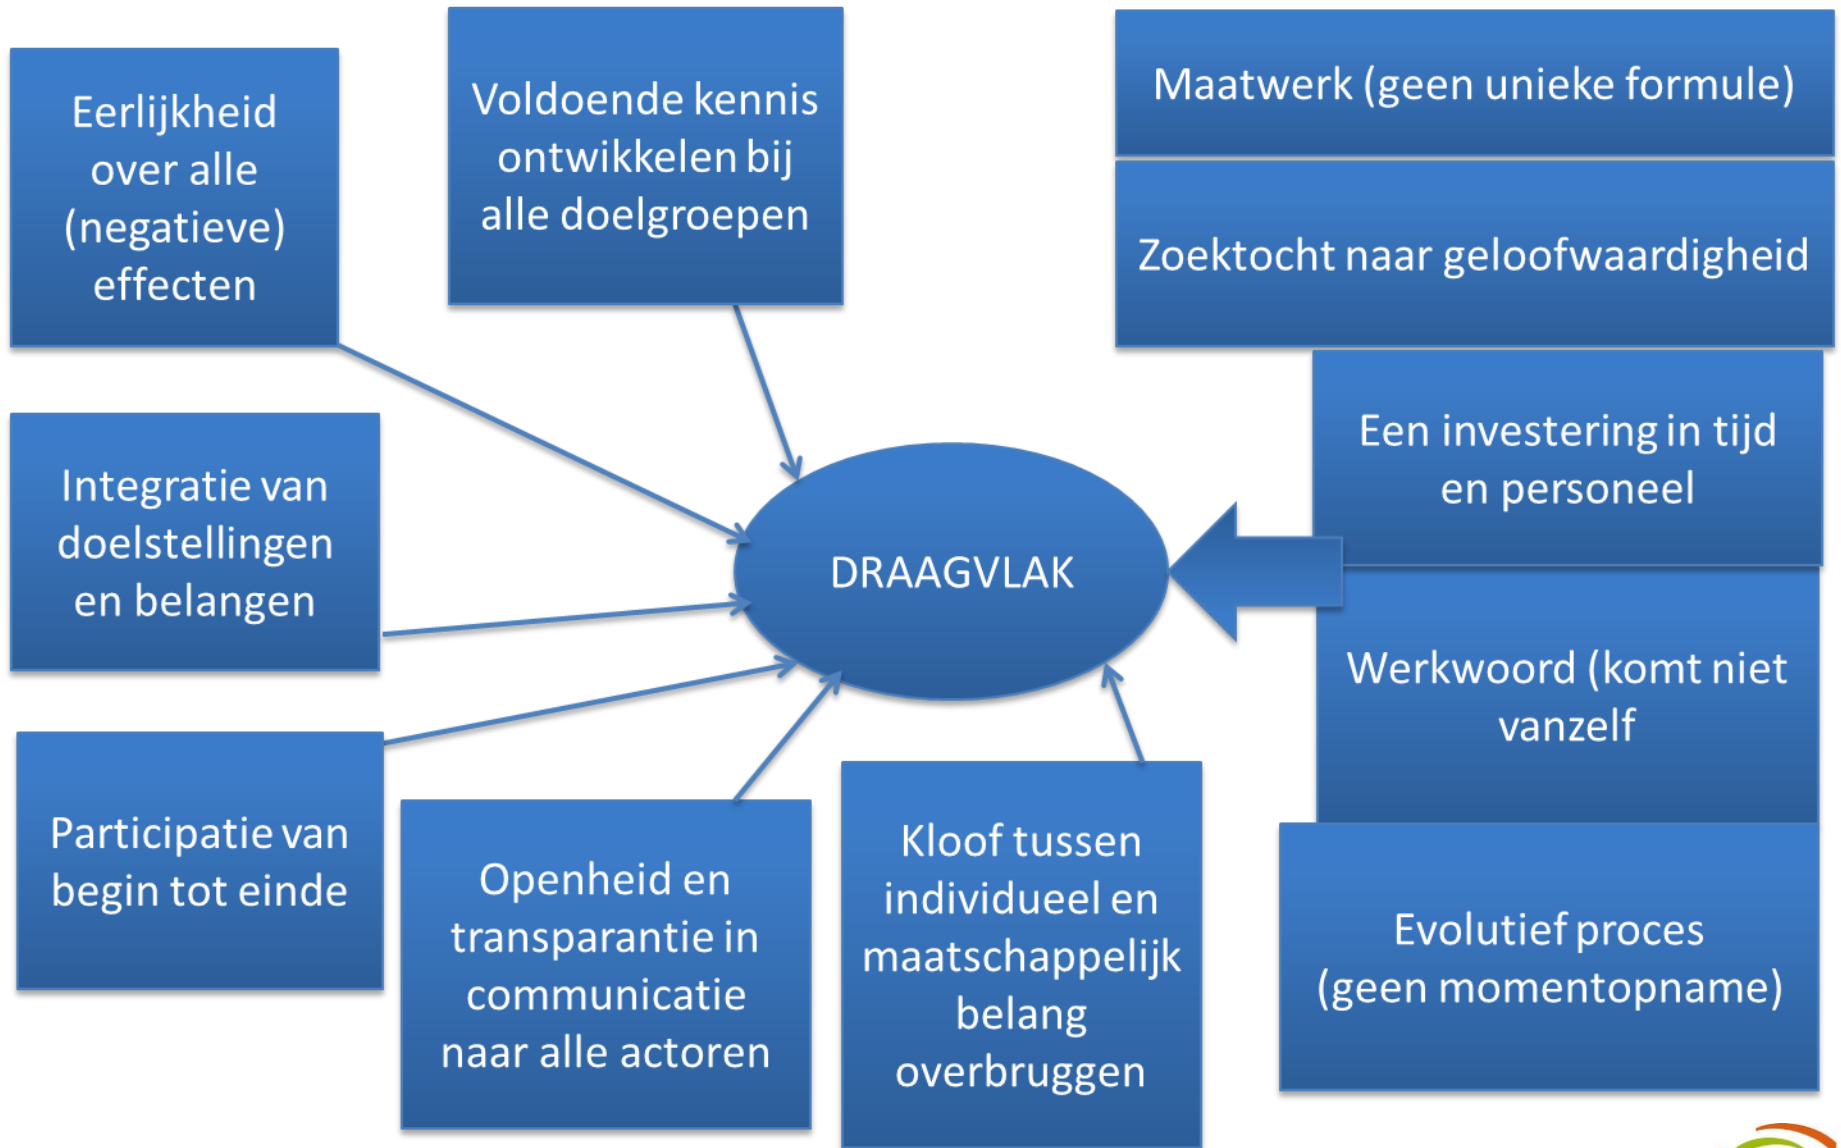 Eerlijkheid
over alle
(negatieve)
effecten
Voldoende kennis
ontwikkelen bij
alle doelgroepen
Maatwerk (geen unieke formule)
Zoektocht naar geloofwaardigheid
Een investering in tijd
en personeel
Integratie van
doelstellingen
en belangen
DRAAGVLAK
Werkwoord (komt niet
vanzelf
Participatie van
begin tot einde
Openheid en
transparantie in
communicatie
naar alle actoren
Kloof tussen
individueel en
maatschappelijk
belang
overbruggen
Evolutief proces
(geen momentopname)